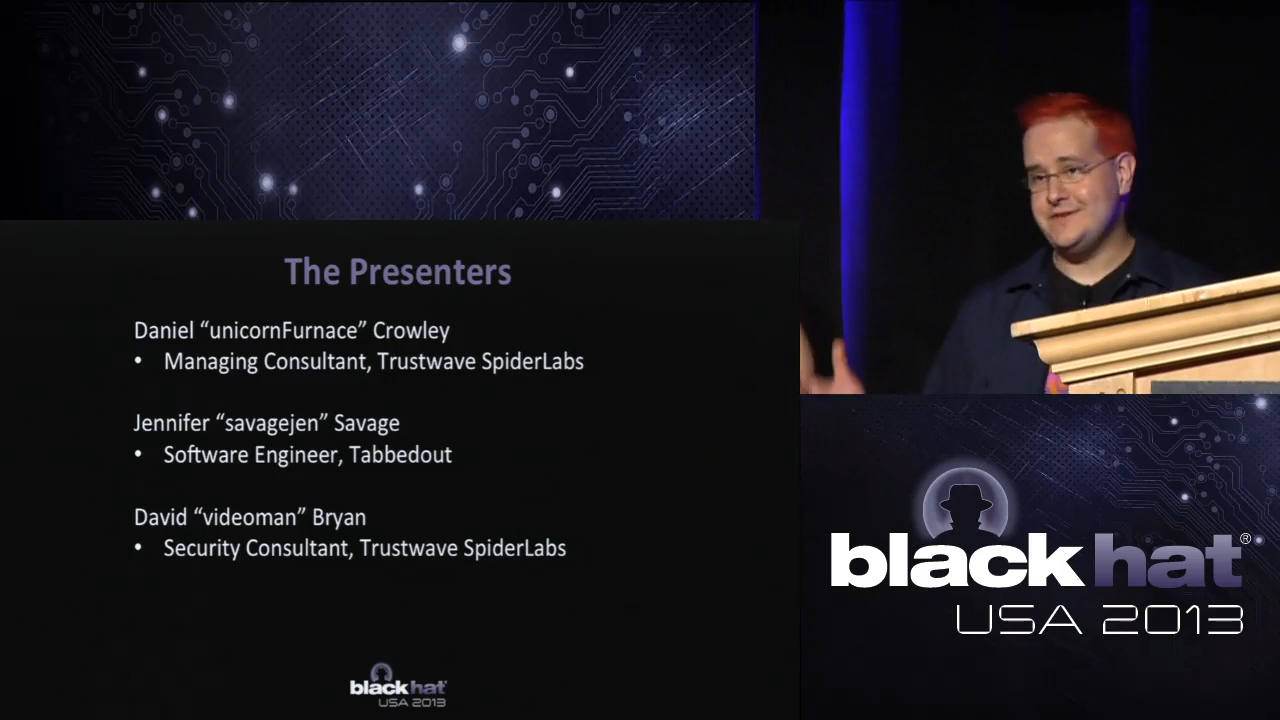 The Presenters
Daniel “unicornFurnace” Crowley
• Managing Consultant, Trustwave SpiderLabs
Jennifer “savagejen” Savage
• Software Engineer, Tabbedout
David “videoman” Bryan
• Security Consultant, Trustwave SpiderLabs
black hat
USA 2013
black hat®
USA 2013